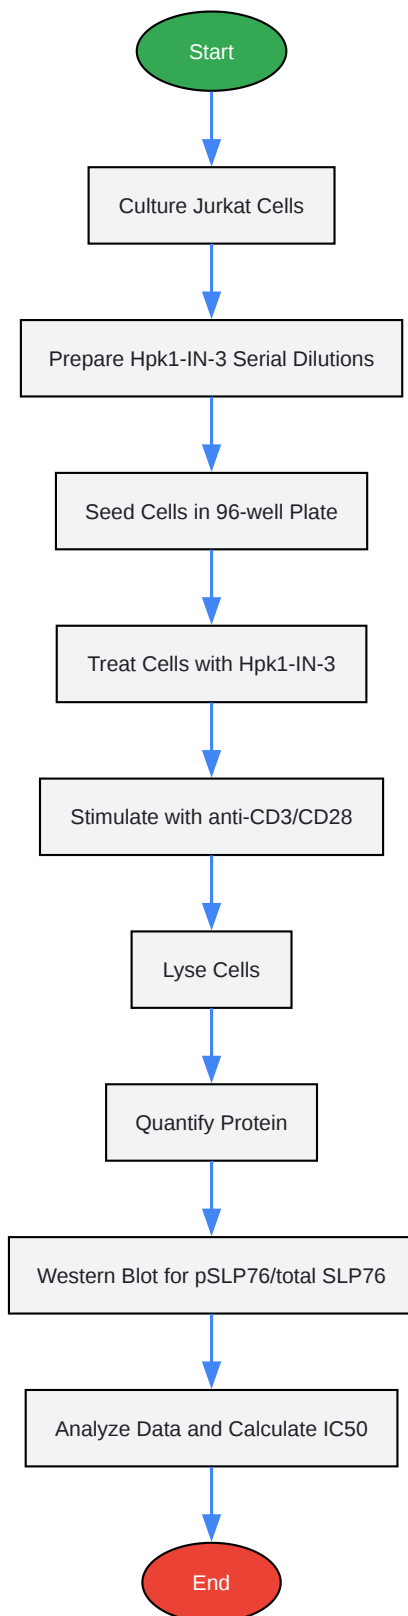 Start
Culture Jurkat Cells
Prepare Hpk1-IN-3 Serial Dilutions
Seed Cells in 96-well Plate
Treat Cells with Hpk1-IN-3
Stimulate with anti-CD3/CD28
Lyse Cells
Quantify Protein
Western Blot for pSLP76/total SLP76
Analyze Data and Calculate IC50
End